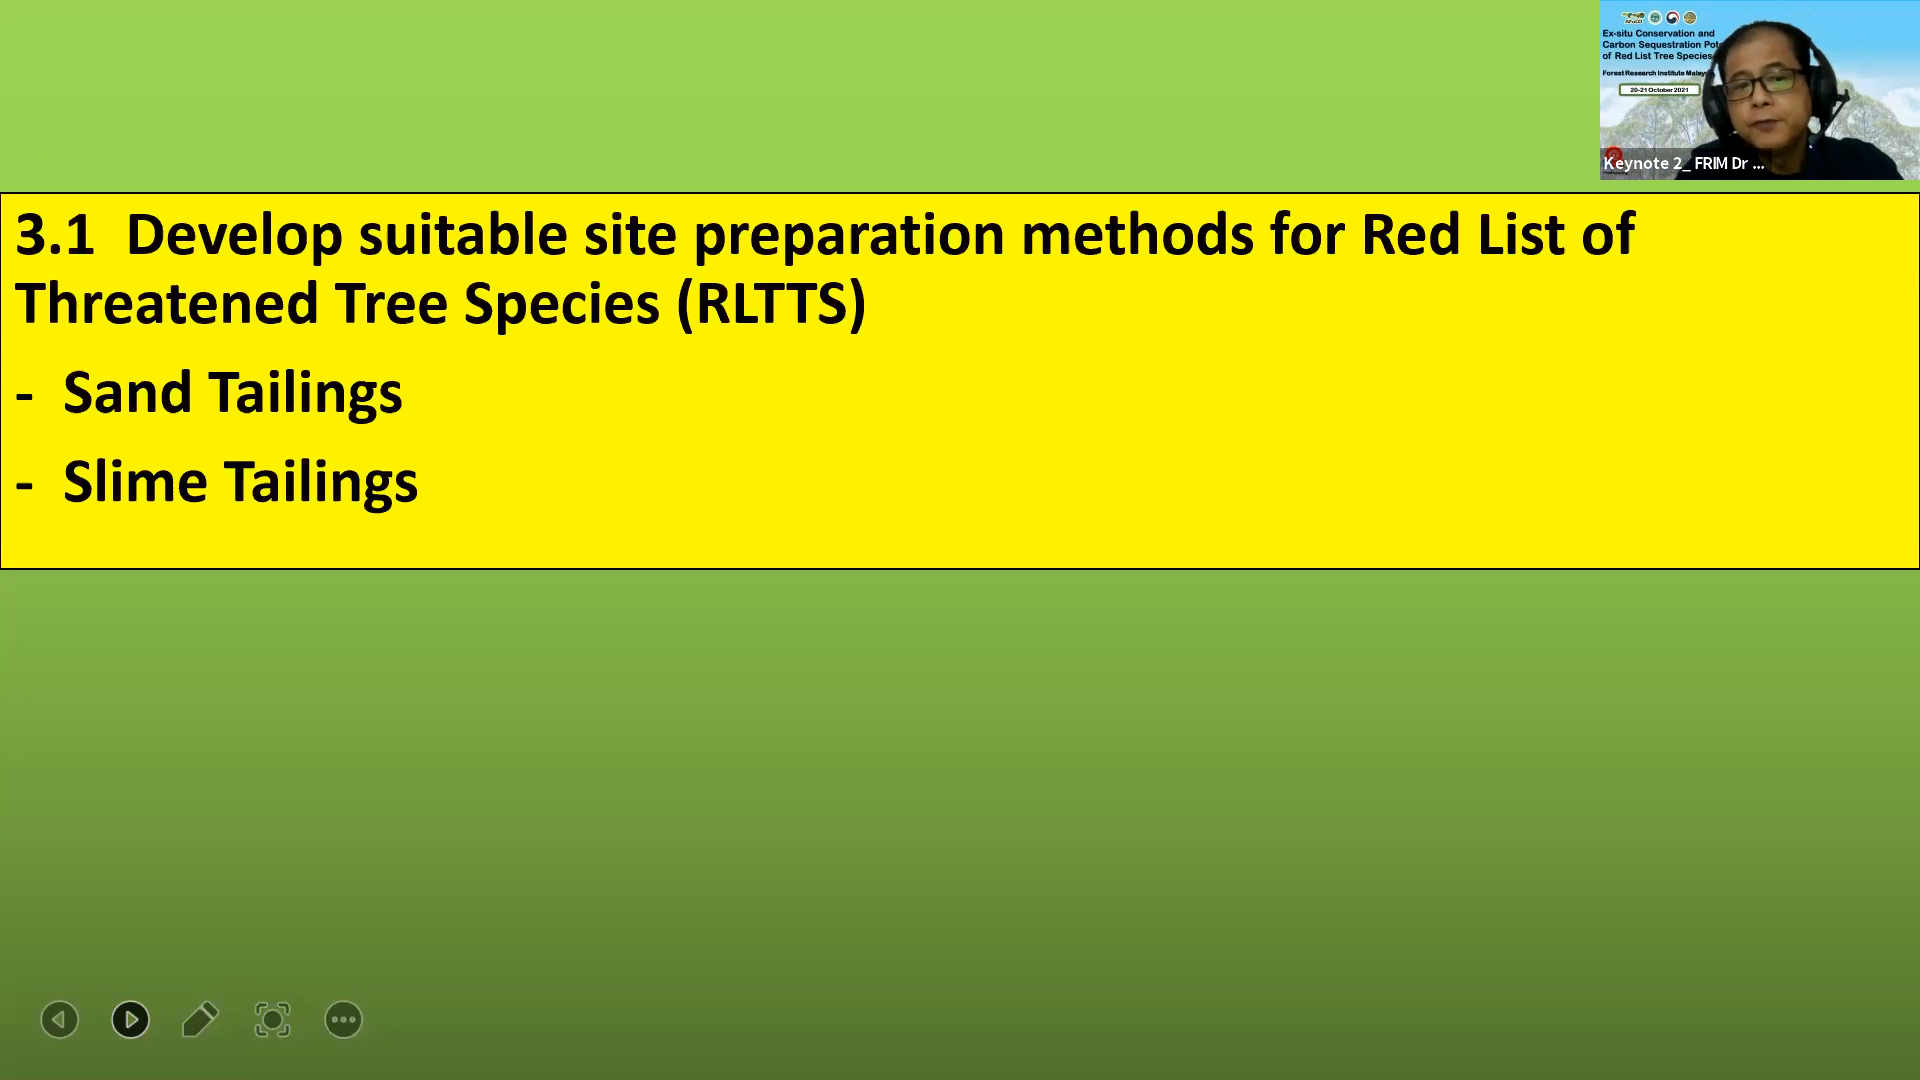 Ex-situ Conservation and
Carbon Sequestration
of Red List Tree Species
Forest Research Institute
20-21 October 2021
Keynote 2_ FRIM Dr ...
3.1 Develop suitable site preparation methods for Red List of
Threatened Tree Species (RLTTS)
- Sand Tailings
- Slime Tailings